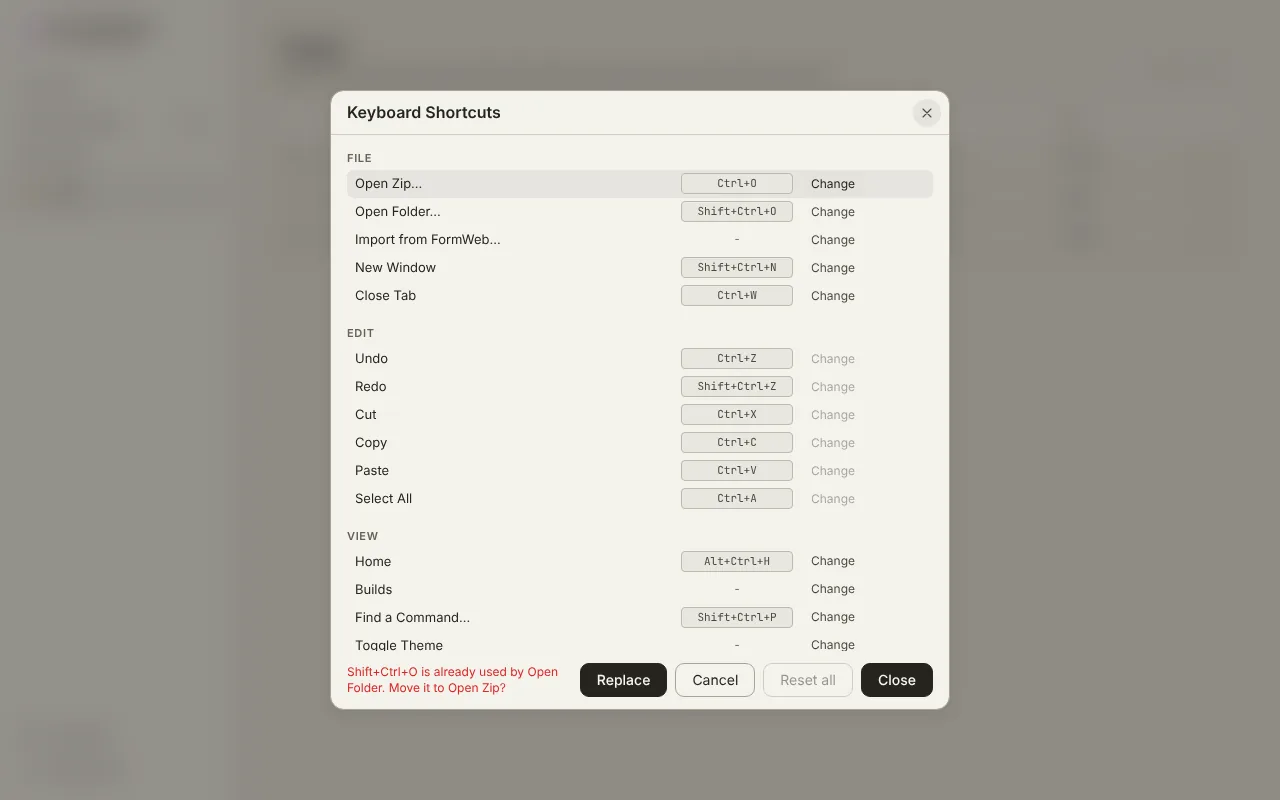 Keyboard Shortcuts
FILE
Open Zip... Ctrl+O Change
Open Folder... Shift+Ctrl+O Change
Import from FormWeb... - Change
New Window Shift+Ctrl+N Change
Close Tab Ctrl+W Change
EDIT
Undo Ctrl+Z Change
Redo Shift+Ctrl+Z Change
Cut Ctrl+X Change
Copy Ctrl+C Change
Paste Ctrl+V Change
Select All Ctrl+A Change
VIEW
Home Alt+Ctrl+H Change
Builds - Change
Find a Command... Shift+Ctrl+P Change
Toggle Theme - Change
Shift+Ctrl+O is already used by Open
Folder. Move it to Open Zip?
Replace Cancel Reset all Close